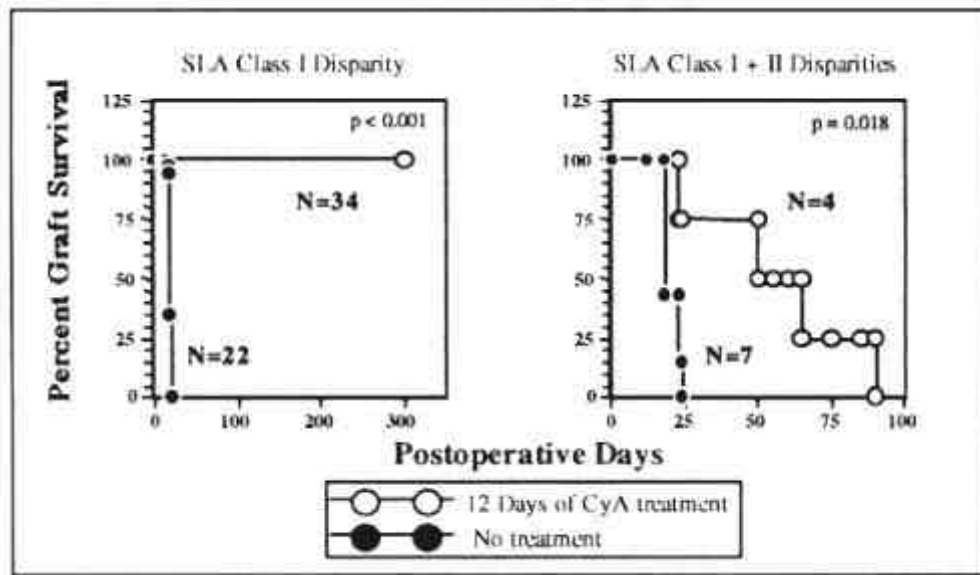 SLA Class I Disparity
SLA Class I + II Disparities
Percent Graft Survival
125
100
75
50
25
0
p < 0.001
N=34
N=22
0
100
200
300
125
100
75
50
25
0
p = 0.018
N=4
N=7
0
25
50
75
100
Postoperative Days
12 Days of CyA treatment
No treatment